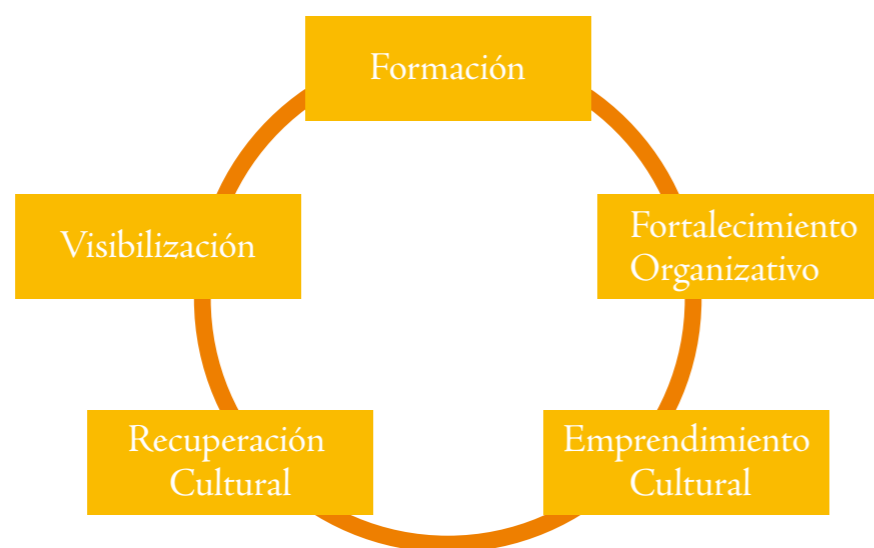 Formación
Visibilización
Fortalecimiento
Organizativo
Recuperación
Cultural
Emprendimiento
Cultural